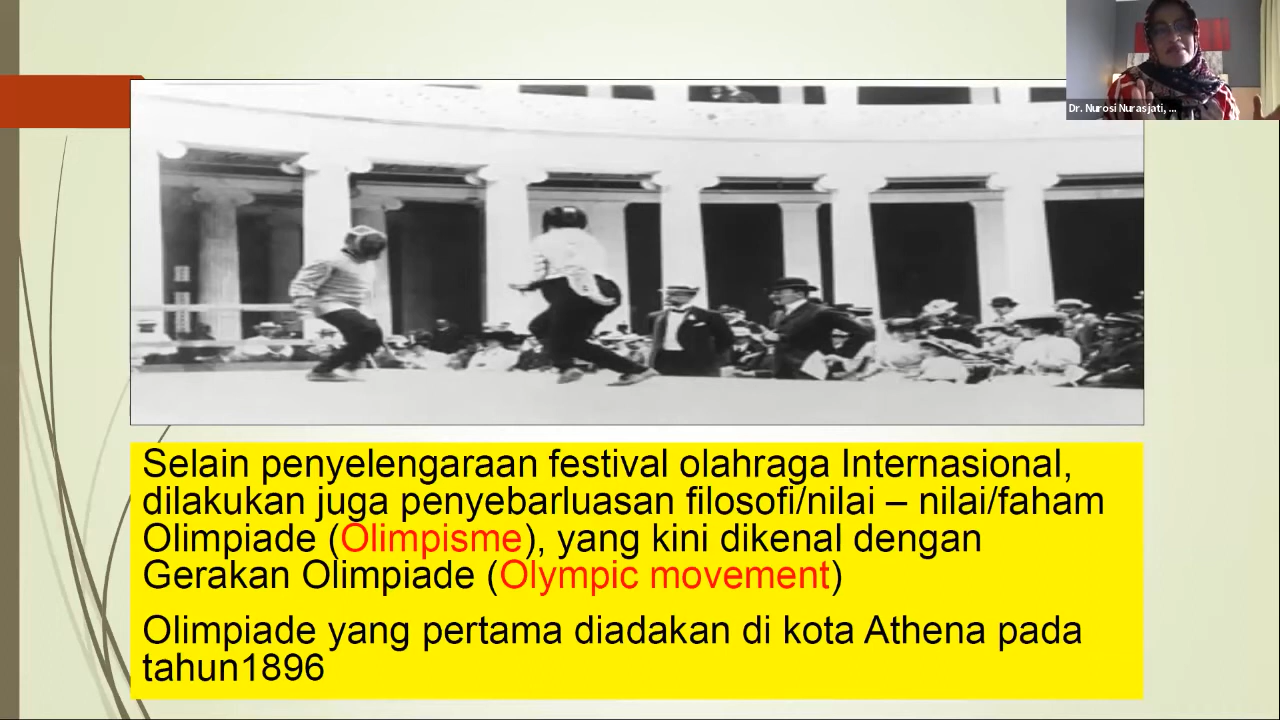 Dr. Nurosi Nurasjati, ...
Selain penyelengaraan festival olahraga Internasional,
dilakukan juga penyebarluasan filosofi/nilai – nilai/faham
Olimpiade (Olimpisme), yang kini dikenal dengan
Gerakan Olimpiade (Olympic movement)
Olimpiade yang pertama diadakan di kota Athena pada
tahun1896